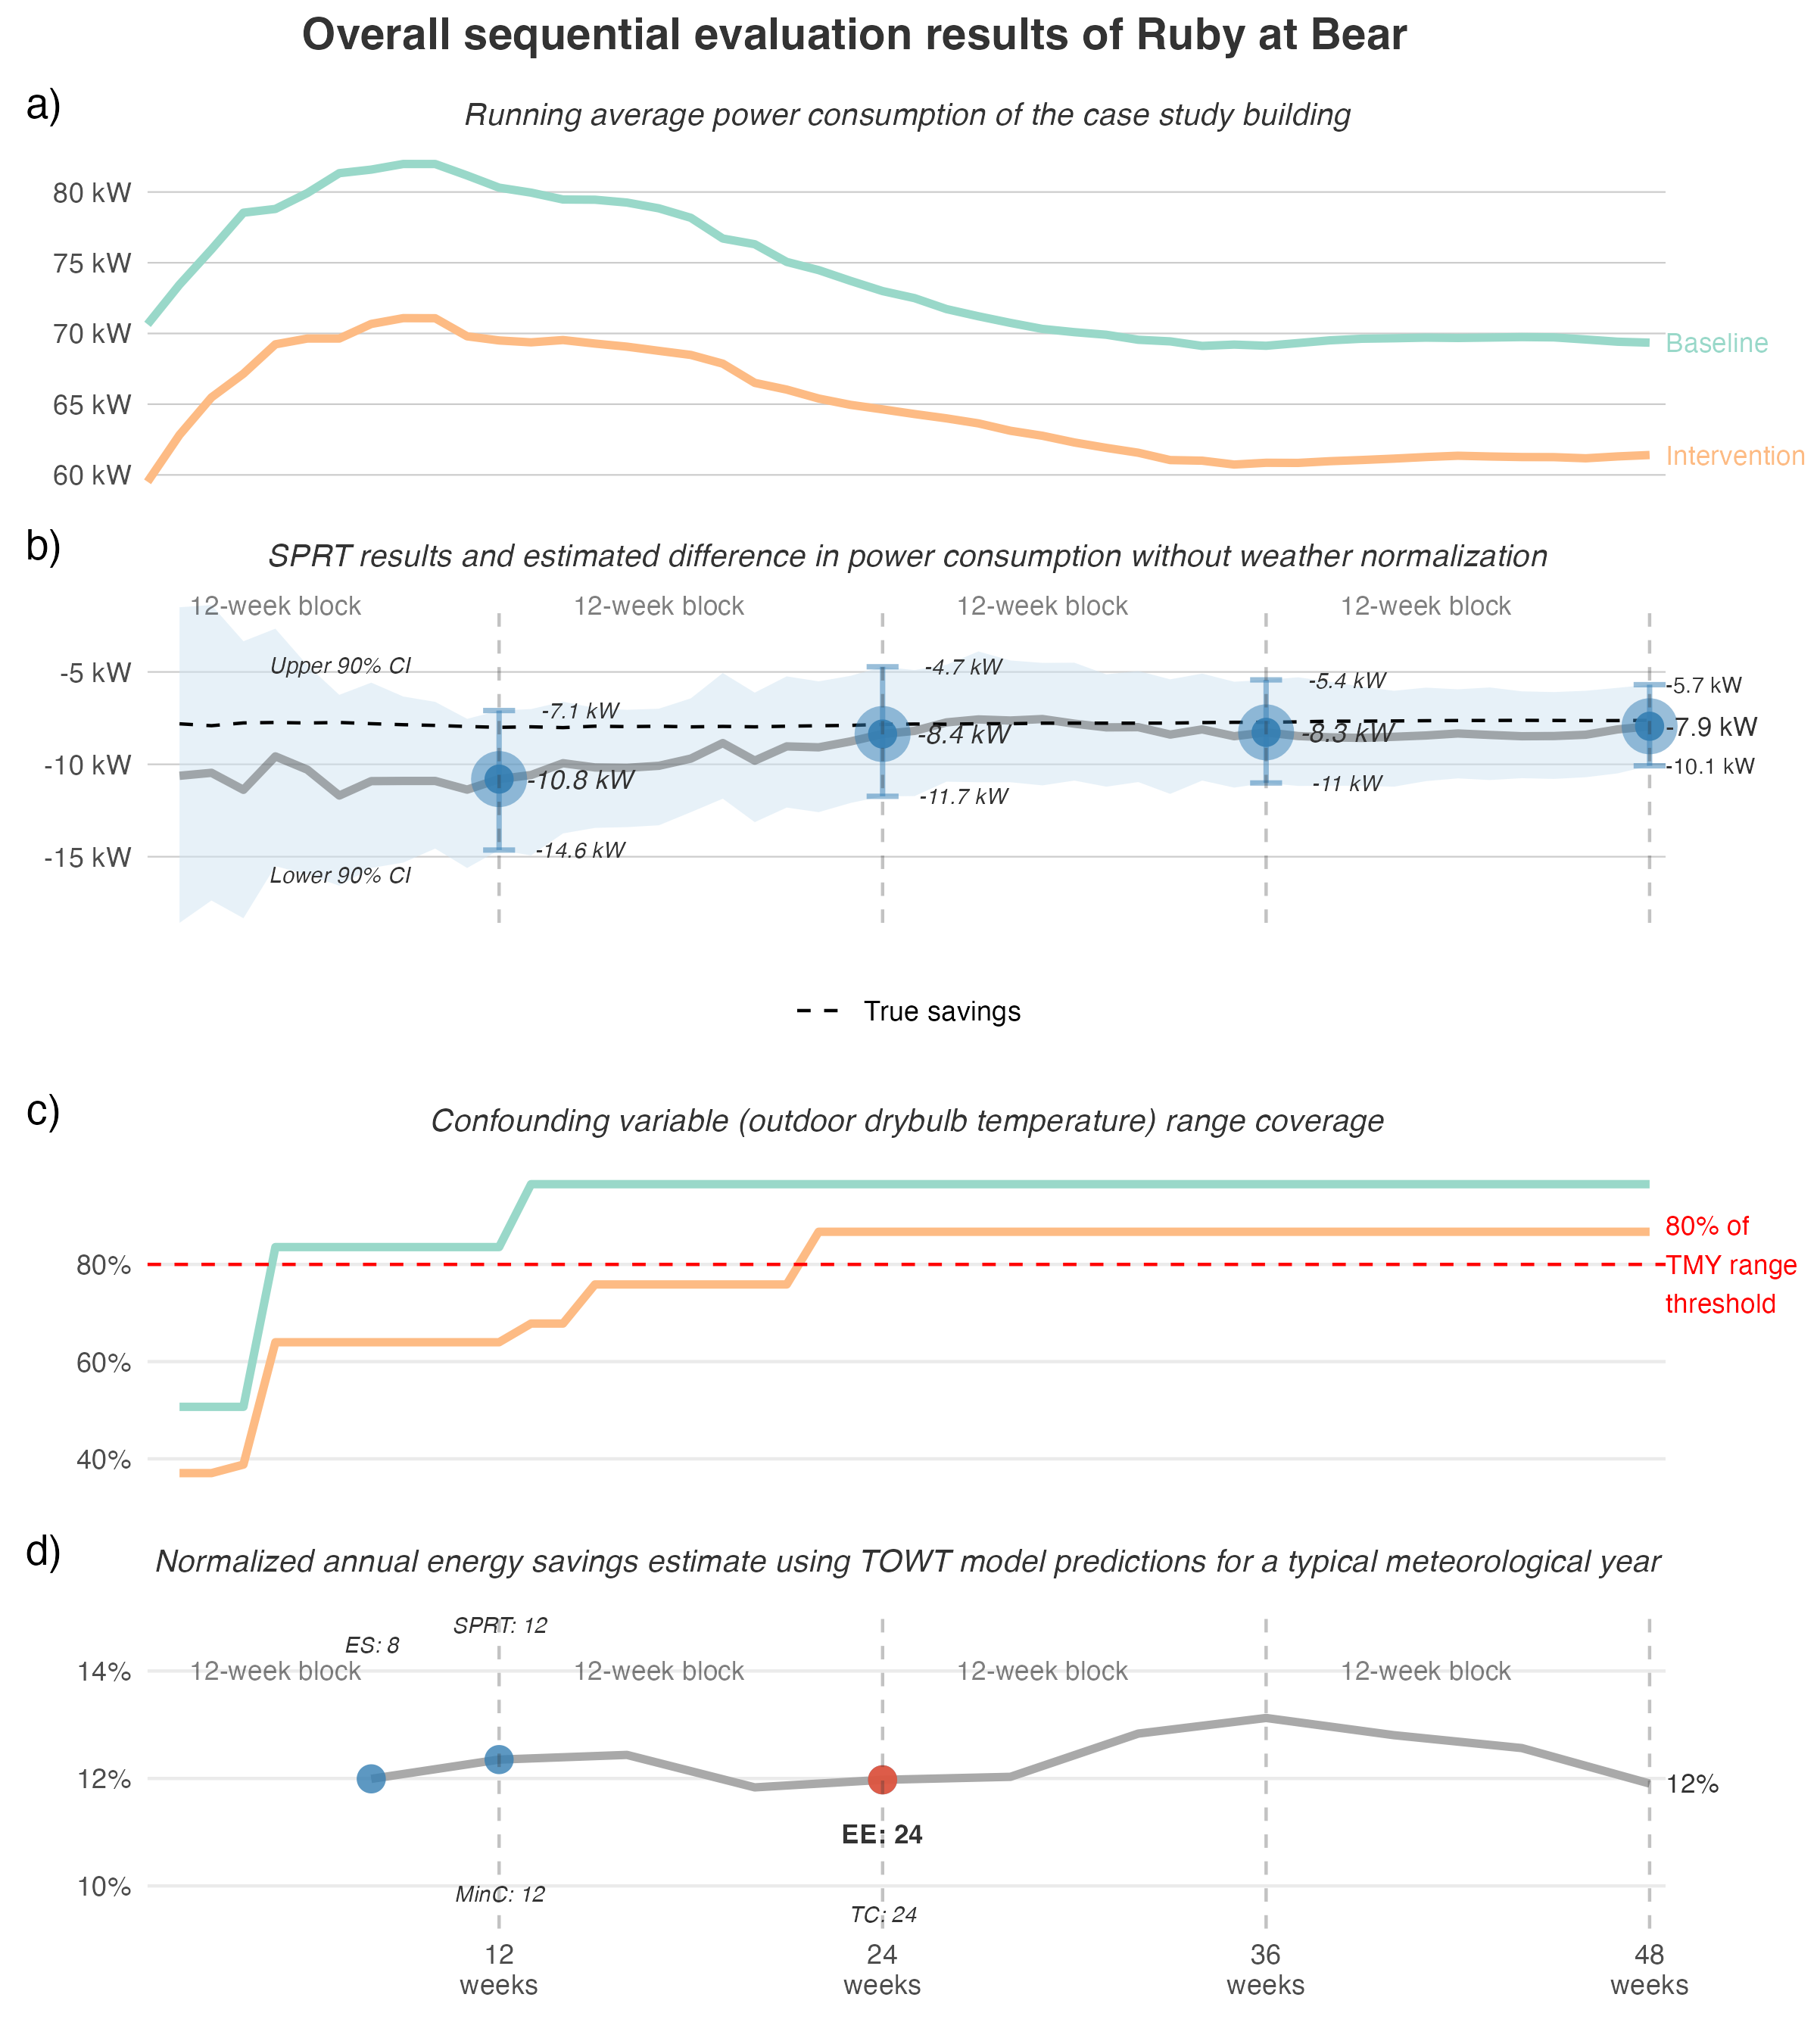 Overall sequential evaluation results of Ruby at Bear
a)
Running average power consumption of the case study building
80 kW
75 kW
70 kW
65 kW
60 kW
Baseline
Intervention
b)
SPRT results and estimated difference in power consumption without weather normalization
12-week block
12-week block
12-week block
12-week block
-5 kW
-10 kW
-15 kW
Upper 90% CI
Lower 90% CI
-7.1 kW
-10.8 kW
-14.6 kW
-4.7 kW
-8.4 kW
-11.7 kW
-5.4 kW
-8.3 kW
-11 kW
-5.7 kW
-7.9 kW
-10.1 kW
True savings
c)
Confounding variable (outdoor drybulb temperature) range coverage
80%
60%
40%
80% of
TMY range
threshold
d)
Normalized annual energy savings estimate using TOWT model predictions for a typical meteorological year
SPRT: 12
ES: 8
14%
12-week block
12-week block
12-week block
12-week block
12%
12%
EE: 24
10%
MinC: 12
TC: 24
12
weeks
24
weeks
36
weeks
48
weeks